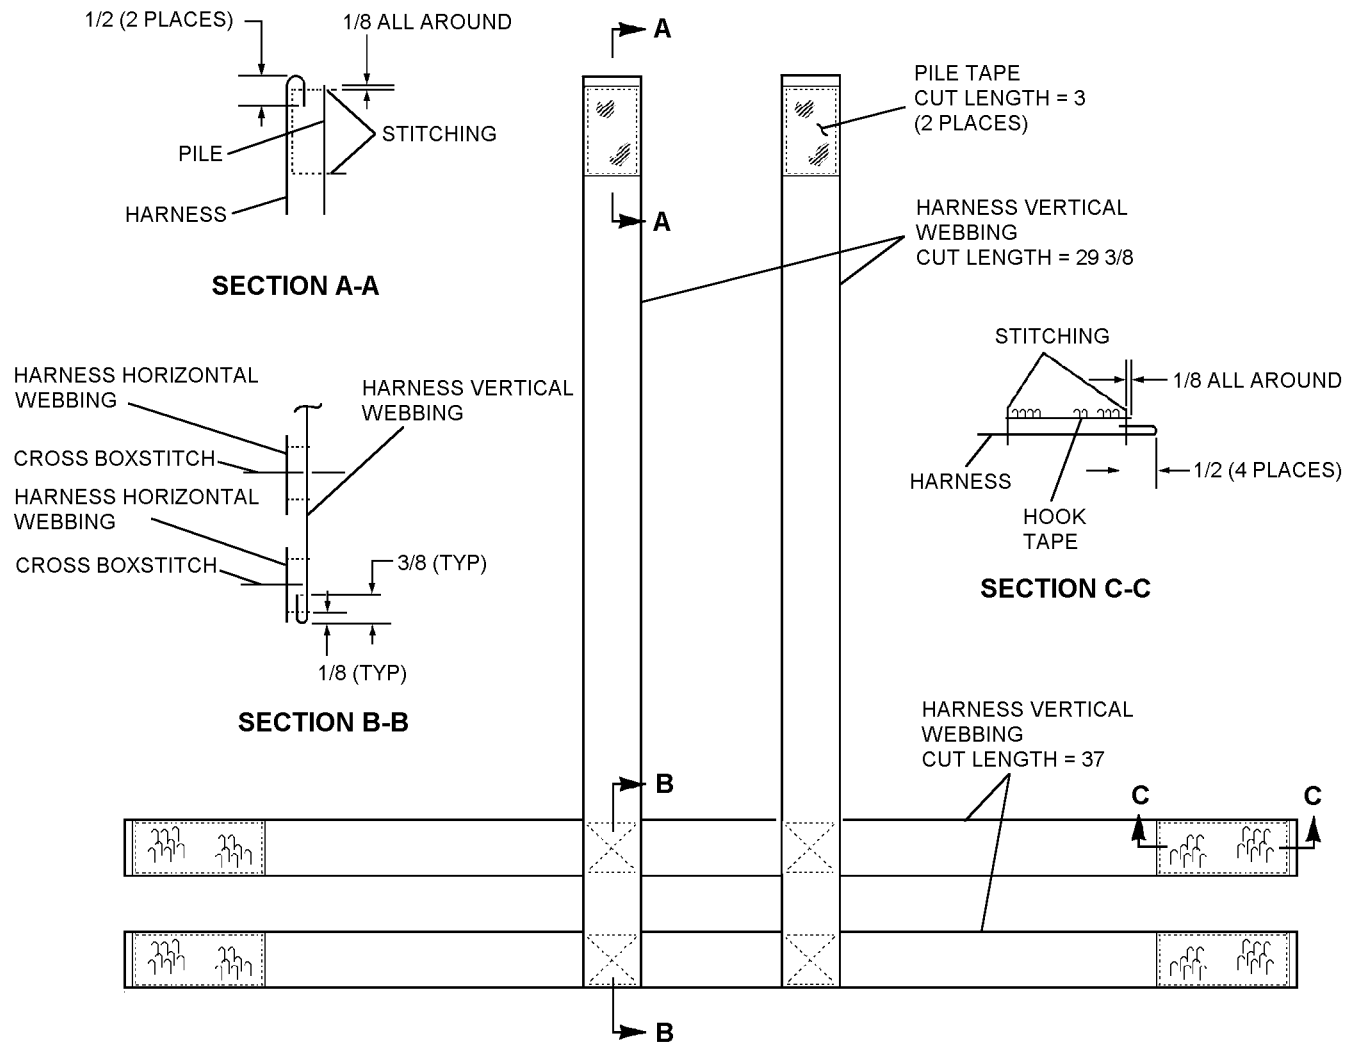 1/2 (2 PLACES)
1/8 ALL AROUND
PILE
STITCHING
HARNESS
SECTION A-A
A
A
PILE TAPE
CUT LENGTH = 3
(2 PLACES)
HARNESS VERTICAL
WEBBING
CUT LENGTH = 29 3/8
HARNESS HORIZONTAL
WEBBING
HARNESS VERTICAL
WEBBING
CROSS BOXSTITCH
HARNESS HORIZONTAL
WEBBING
CROSS BOXSTITCH
3/8 (TYP)
1/8 (TYP)
SECTION B-B
STITCHING
1/8 ALL AROUND
HARNESS
1/2 (4 PLACES)
HOOK
TAPE
SECTION C-C
HARNESS VERTICAL
WEBBING
CUT LENGTH = 37
B
C
C
B